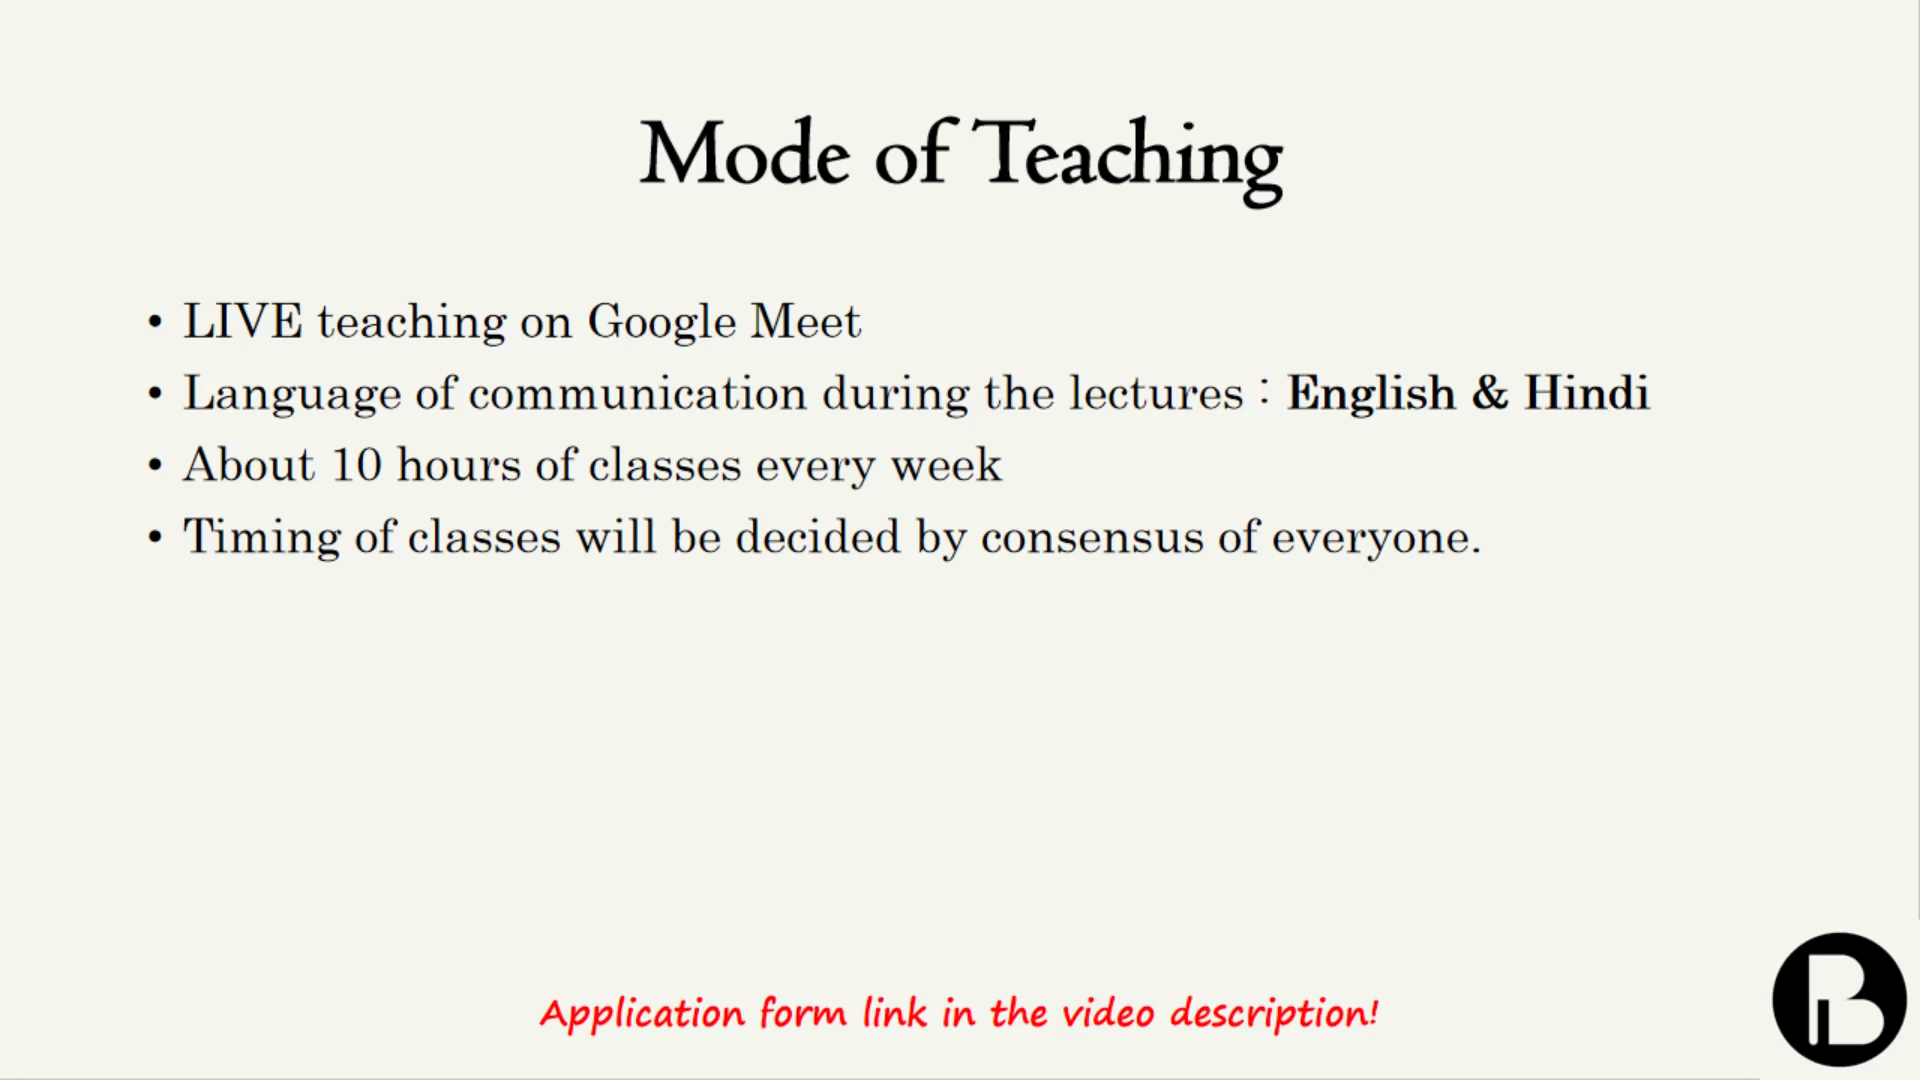 Mode of Teaching
• LIVE teaching on Google Meet
• Language of communication during the lectures : English & Hindi
• About 10 hours of classes every week
• Timing of classes will be decided by consensus of everyone.
Application form link in the video description!
B